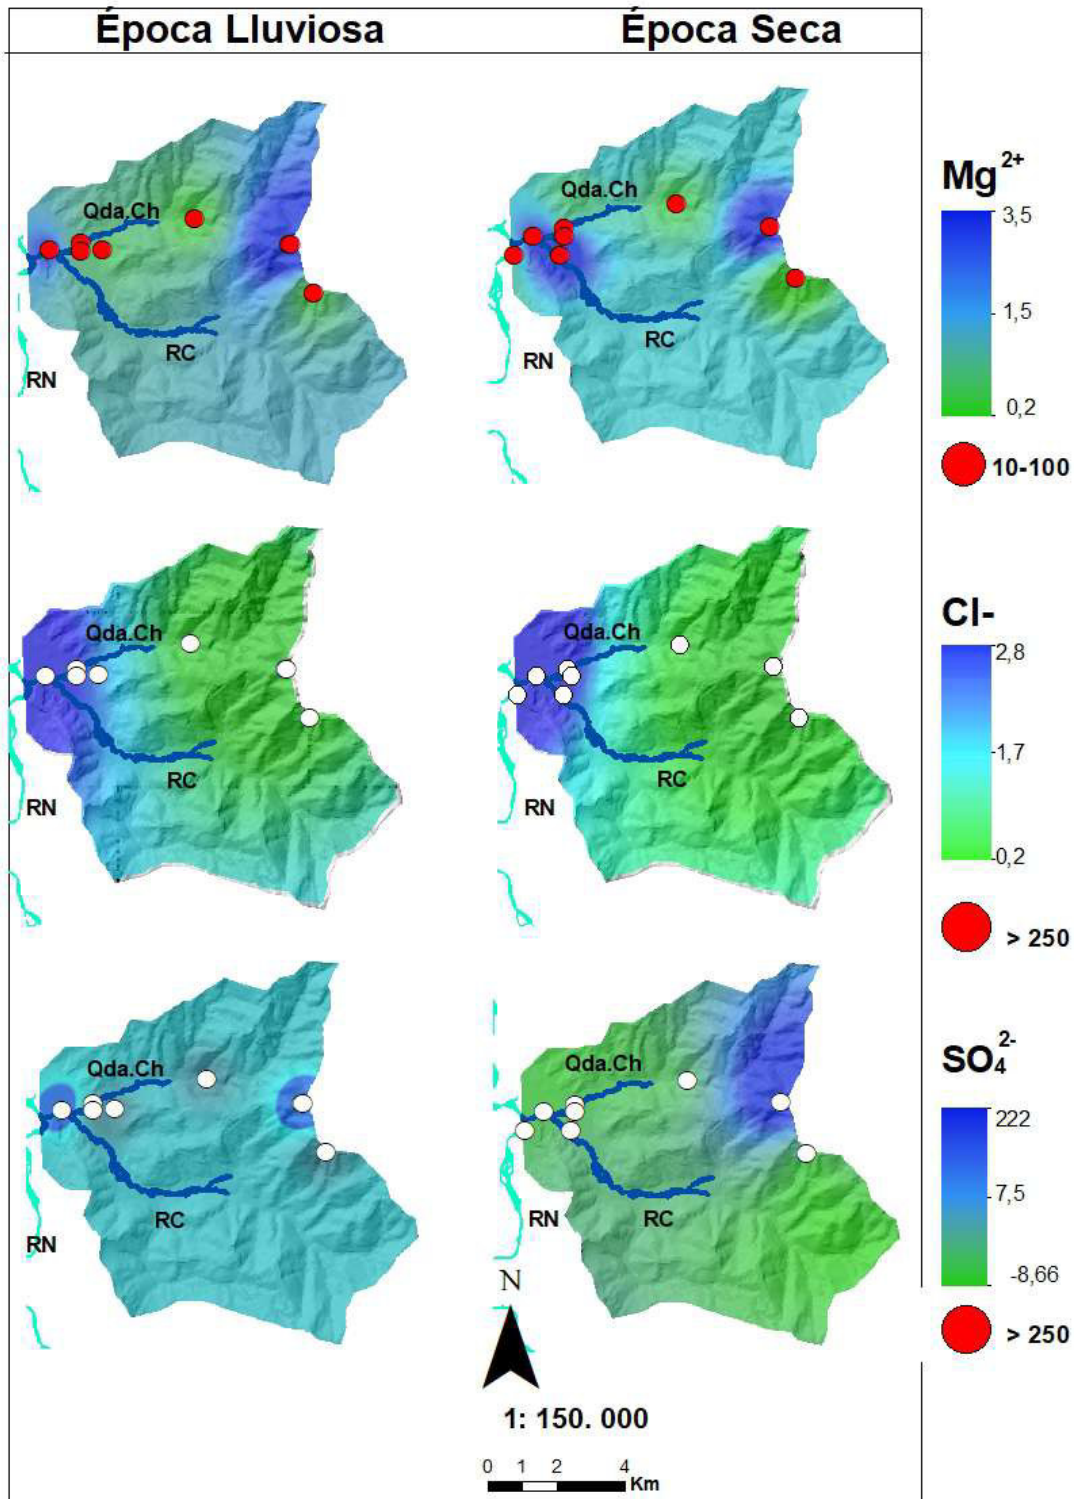 Época Lluviosa
Época Seca
Qda.Ch
RC
RN
Qda.Ch
RC
RN
Mg2+
3,5
1,5
0,2
10-100
Qda.Ch
RC
RN
Qda.Ch
RC
RN
Cl-
2,8
1,7
0,2
> 250
Qda.Ch
RC
RN
Qda.Ch
RN
RC
SO42-
222
7,5
-8,66
> 250
N
1: 150. 000
0 1 2 4
Km